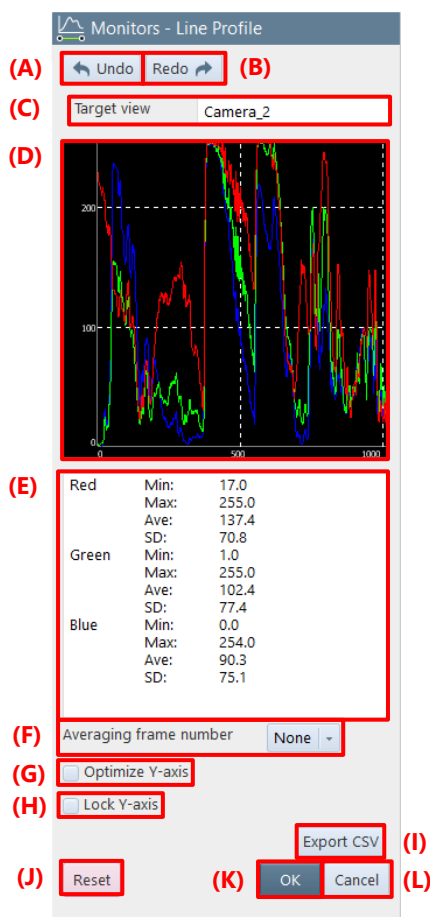 Monitors - Line Profile
(A) Undo Redo (B)
(C) Target view Camera_2
(D)
200
100
0
0 500 1000
(E) Red Min: 17.0
Max: 255.0
Ave: 137.4
SD: 70.8
Green Min: 1.0
Max: 255.0
Ave: 102.4
SD: 77.4
Blue Min: 0.0
Max: 254.0
Ave: 90.3
SD: 75.1
(F) Averaging frame number None
(G) Optimize Y-axis
(H) Lock Y-axis
Export CSV (I)
(J) Reset (K) OK Cancel (L)